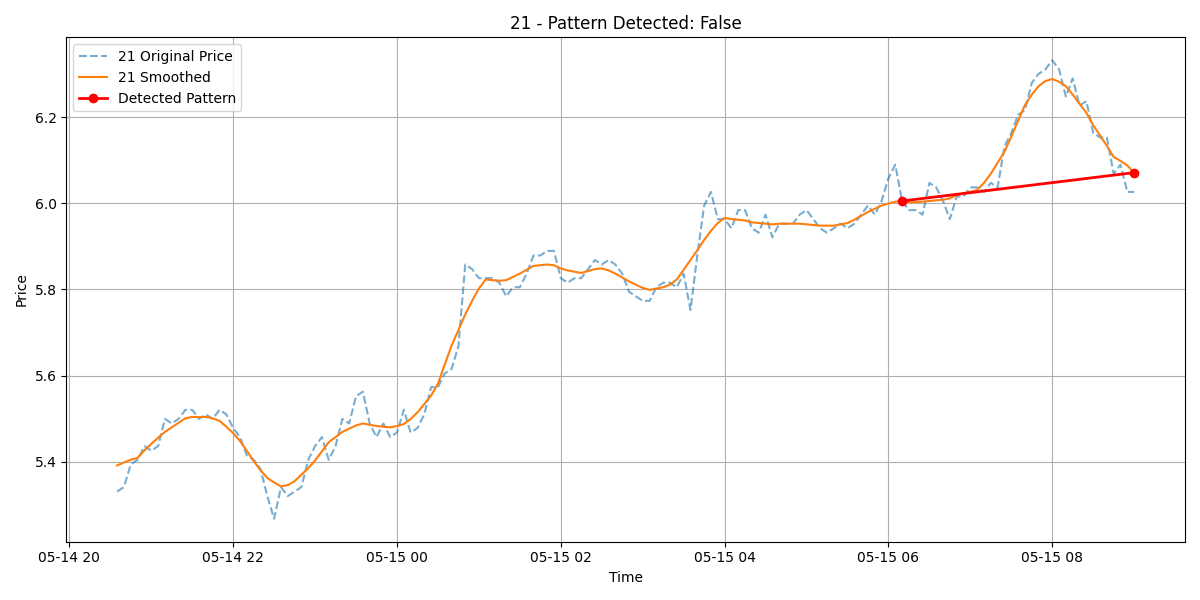 21 - Pattern Detected: False
21 Original Price
21 Smoothed
Detected Pattern
Price
6.2
6.0
5.8
5.6
5.4
05-14 20 05-14 22 05-15 00 05-15 02 05-15 04 05-15 06 05-15 08
Time